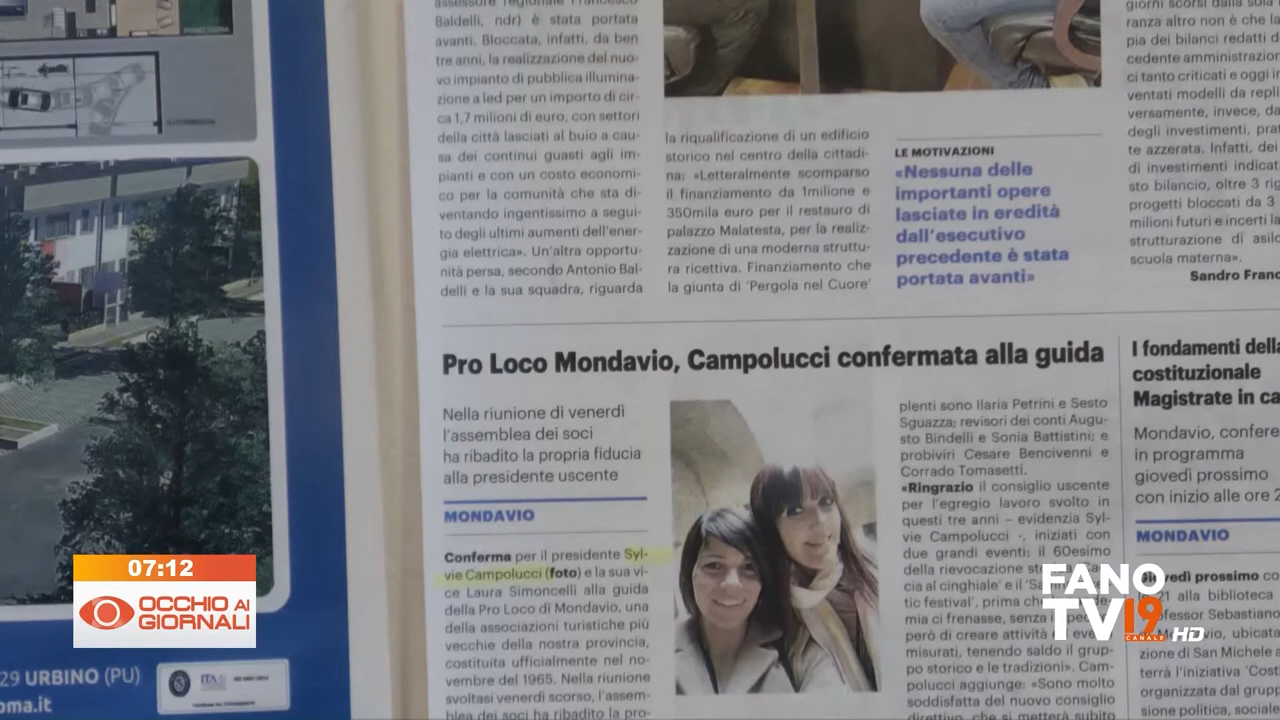 assessore regionale Francesco
Baldelli, ndr) è stata portata
avanti. Bloccata, infatti, da ben
tre anni, la realizzazione del nuo-
vo impianto di pubblica illumina-
zione a led per un importo di cir-
ca 1,7 milioni di euro, con settori
della città lasciati al buio a cau-
sa dei continui guasti agli im-
pianti e con un costo economi-
co per la comunità che sta di-
ventando ingentissimo a segui-
to degli ultimi aumenti dell'ener-
gia elettrica». Un'altra opportu-
nità persa, secondo Antonio Bal-
delli e la sua squadra, riguarda
la riqualificazione di un edificio
storico nel centro della cittadi-
na: «Letteralmente scomparso
il finanziamento da 1milione e
350mila euro per il restauro di
palazzo Malatesta, per la realiz-
zazione di una moderna struttu-
ra ricettiva. Finanziamento che
la giunta di 'Pergola nel Cuore'
LE MOTIVAZIONI
«Nessuna delle
importanti opere
lasciate in eredità
dall'esecutivo
precedente è stata
portata avanti»
giorni scorsi dalla sola
ranza altro non è che la
pia dei bilanci redatti d
cedente amministrazion
ci tanto criticati e oggi i
ventati modelli da repli
versamente, invece, da
degli investimenti, pra
te azzerata. Infatti, dei
di investimenti indicat
sto bilancio, oltre 3 rig
progetti bloccati da 3
milioni futuri e incerti la
strutturazione di asilo
scuola materna».
Sandro Franc
Pro Loco Mondavio, Campolucci confermata alla guida
Nella riunione di venerdì
l'assemblea dei soci
ha ribadito la propria fiducia
alla presidente uscente
MONDAVIO
Conferma per il presidente Syl-
vie Campolucci (foto) e la sua vi-
ce Laura Simoncelli alla guida
della Pro Loco di Mondavio, una
della associazioni turistiche più
vecchie della nostra provincia,
costituita ufficialmente nel no-
vembre del 1965. Nella riunione
svoltasi venerdì scorso, l'assem-
blea dei soci ha ribadito la pro-
plenti sono Ilaria Petrini e Sesto
Sguazza; revisori dei conti Augu-
sto Bindelli e Sonia Battistini; e
probiviri Cesare Bencivenni e
Corrado Tomasetti.
«Ringrazio il consiglio uscente
per l'egregio lavoro svolto in
questi tre anni – evidenzia Syl-
vie Campolucci -, iniziati con
due grandi eventi: il 60esimo
della rievocazione
cia al cinghiale' e il
tic festival', prima
mia ci frenasse, senza
però di creare attività
misurati, tenendo saldo il grup-
po storico e le tradizioni». Cam-
polucci aggiunge: «Sono molto
soddisfatta del nuovo consiglio
direttivo, che si metterà subito
I fondamenti della
costituzionale
Magistrate in ca
Mondavio, confere
in programma
giovedì prossimo
con inizio alle ore 2
MONDAVIO
Giovedì prossimo co
21 alla biblioteca
Sebastiano
ubicata
zione di San Michele a
terrà l'iniziativa 'Cost
organizzata dal grupp
sione politica, sociale
07:12
OCCHIO AI
GIORNALI
29 URBINO (PU)
oma.it
FANO
TV19
CANALE
HD